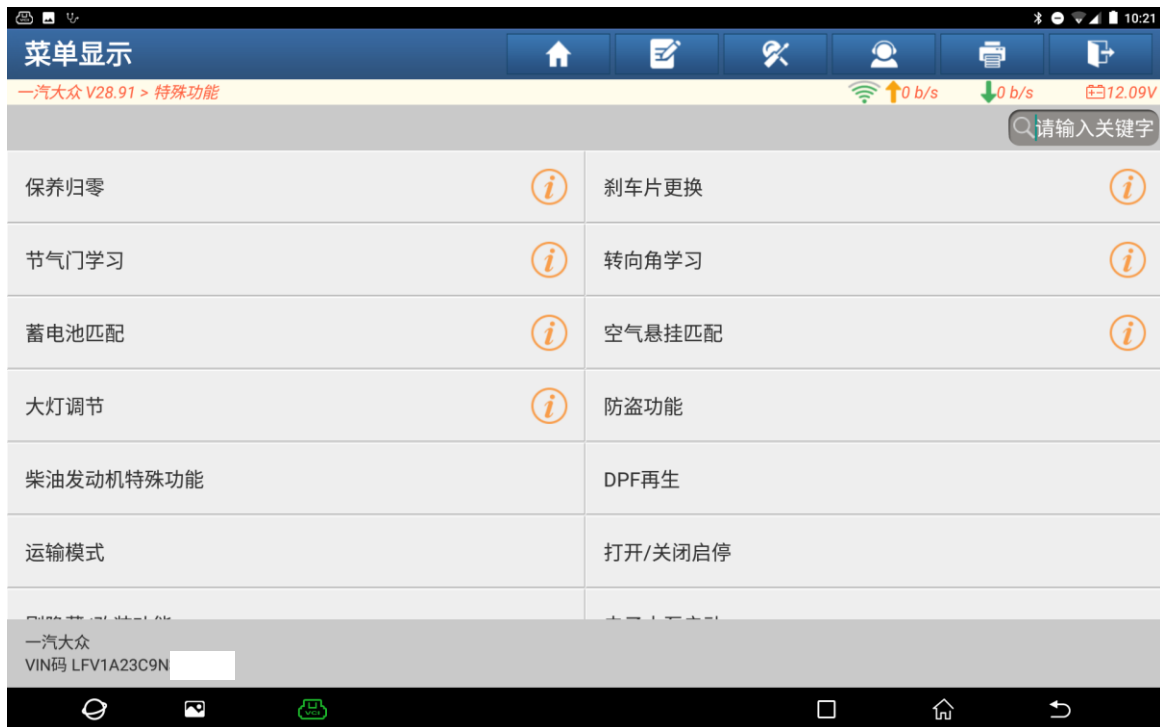 10:21
菜单显示
一汽大众 V28.91 > 特殊功能
0 b/s 0 b/s 12.09V
请输入关键字
保养归零 刹车片更换
节气门学习 转向角学习
蓄电池匹配 空气悬挂匹配
大灯调节 防盗功能
柴油发动机特殊功能 DPF再生
运输模式 打开/关闭启停
一汽大众
VIN码 LFV1A23C9N
VCI